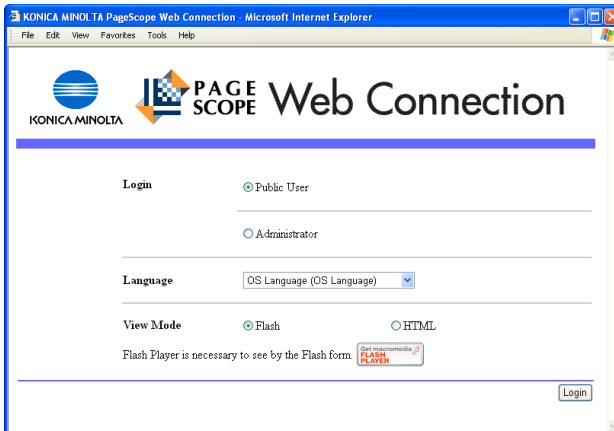 KONICA MINOLTA PageScope Web Connection - Microsoft Internet Explorer
File Edit View Favorites Tools Help
KONICA MINOLTA
PAGE SCOPE Web Connection
Login
Public User
Administrator
Language
OS Language (OS Language)
View Mode
Flash
HTML
Flash Player is necessary to see by the Flash form.
Get macromedia
FLASH
PLAYER
Login